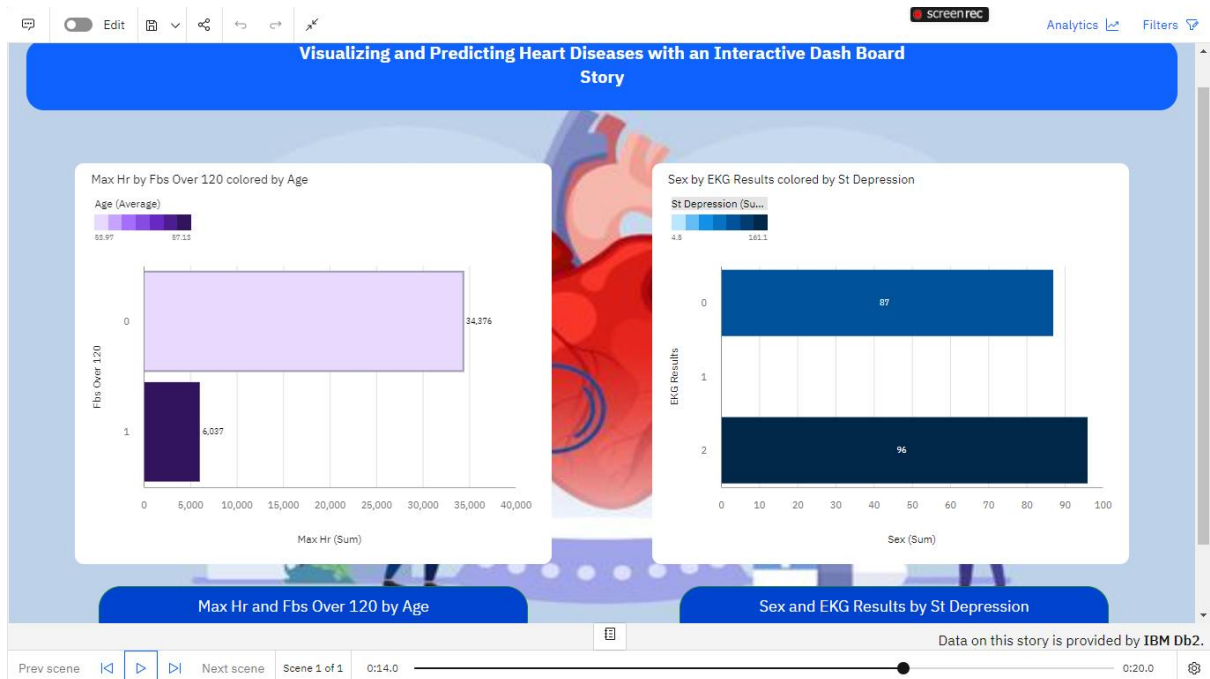 screenrec
Edit
Analytics
Filters
Visualizing and Predicting Heart Diseases with an Interactive Dash Board
Story
Max Hr by Fbs Over 120 colored by Age
Age (Average)
53.97 57.13
Fbs Over 120
0
34,376
1
6,037
0 5,000 10,000 15,000 20,000 25,000 30,000 35,000 40,000
Max Hr (Sum)
Sex by EKG Results colored by St Depression
St Depression (Su...
4.5 161.1
EKG Results
0
87
1
2
96
0 10 20 30 40 50 60 70 80 90 100
Sex (Sum)
Max Hr and Fbs Over 120 by Age
Sex and EKG Results by St Depression
Data on this story is provided by IBM Db2.
Prev scene Next scene Scene 1 of 1 0:14.0 0:20.0